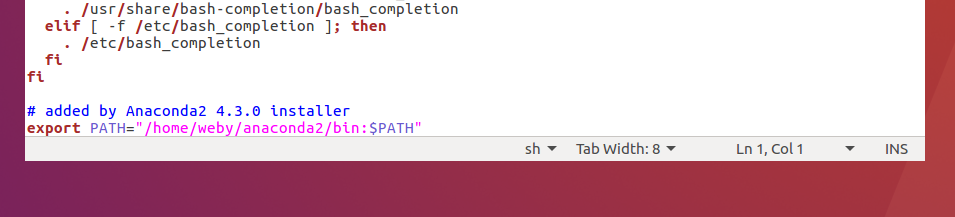 . /usr/share/bash-completion/bash_completion
elif [ -f /etc/bash_completion ]; then
. /etc/bash_completion
fi
fi
# added by Anaconda2 4.3.0 installer
export PATH="/home/weby/anaconda2/bin:$PATH"
sh Tab Width: 8 Ln 1, Col 1 INS